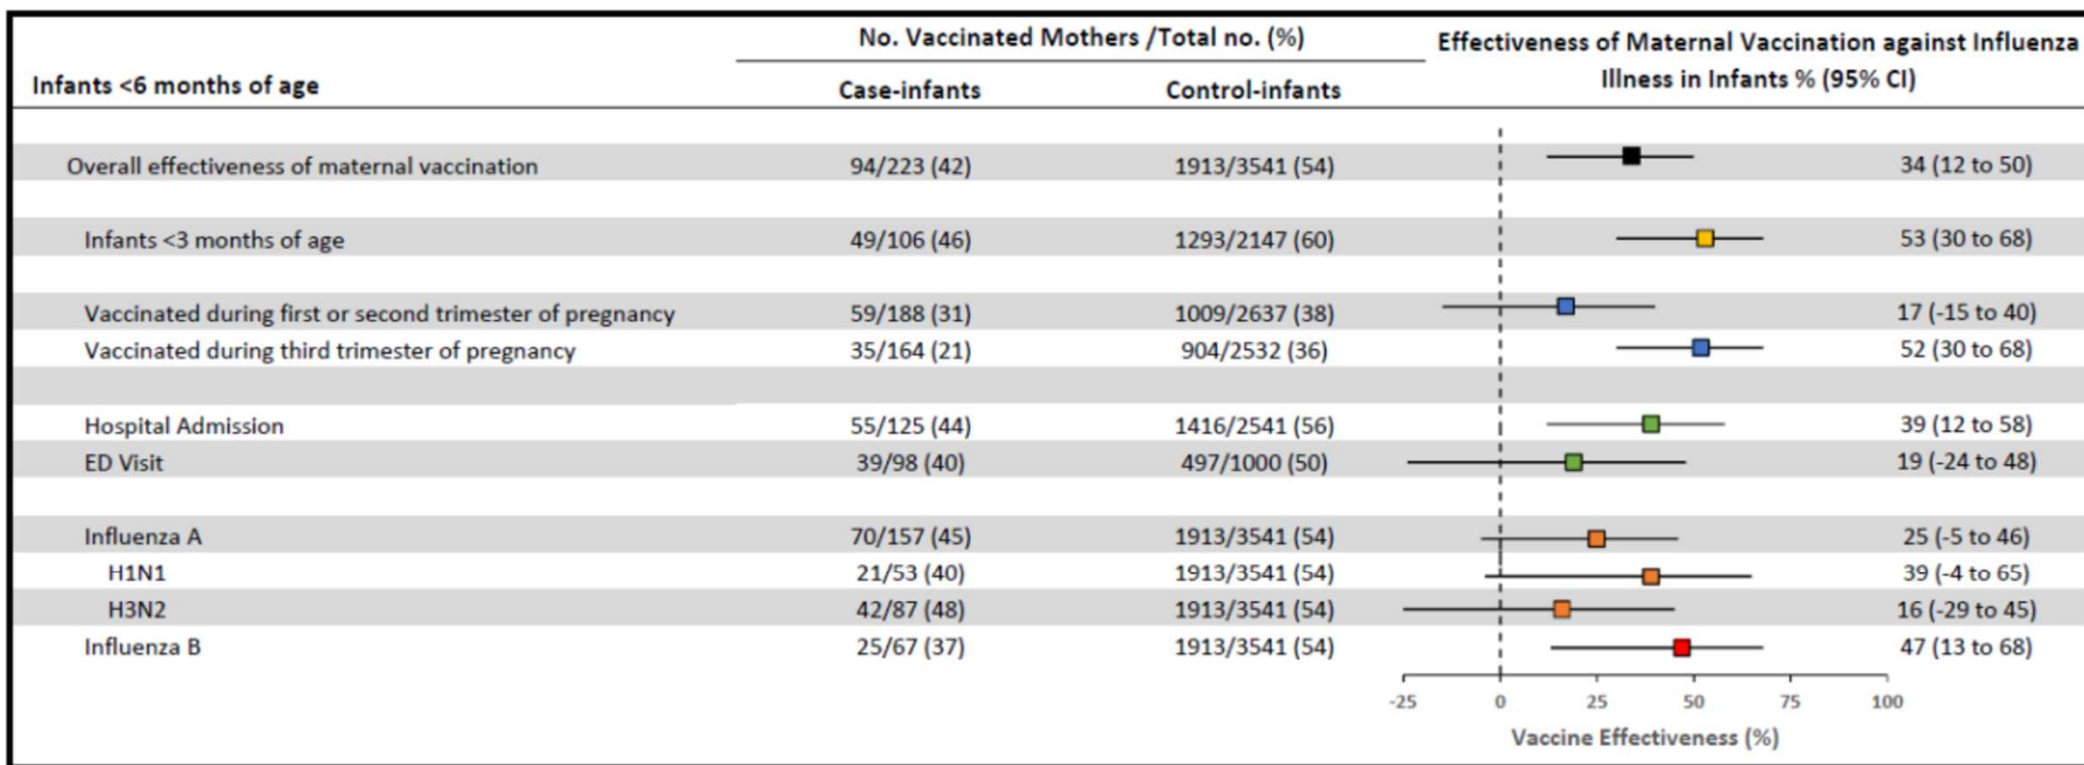 No. Vaccinated Mothers /Total no. (%)
Effectiveness of Maternal Vaccination against Influenza
Illness in Infants % (95% CI)
Infants <6 months of age
Case-infants
Control-infants
Overall effectiveness of maternal vaccination 94/223 (42) 1913/3541 (54) 34 (12 to 50)
Infants <3 months of age 49/106 (46) 1293/2147 (60) 53 (30 to 68)
Vaccinated during first or second trimester of pregnancy 59/188 (31) 1009/2637 (38) 17 (-15 to 40)
Vaccinated during third trimester of pregnancy 35/164 (21) 904/2532 (36) 52 (30 to 68)
Hospital Admission 55/125 (44) 1416/2541 (56) 39 (12 to 58)
ED Visit 39/98 (40) 497/1000 (50) 19 (-24 to 48)
Influenza A 70/157 (45) 1913/3541 (54) 25 (-5 to 46)
H1N1 21/53 (40) 1913/3541 (54) 39 (-4 to 65)
H3N2 42/87 (48) 1913/3541 (54) 16 (-29 to 45)
Influenza B 25/67 (37) 1913/3541 (54) 47 (13 to 68)
-25 0 25 50 75 100
Vaccine Effectiveness (%)